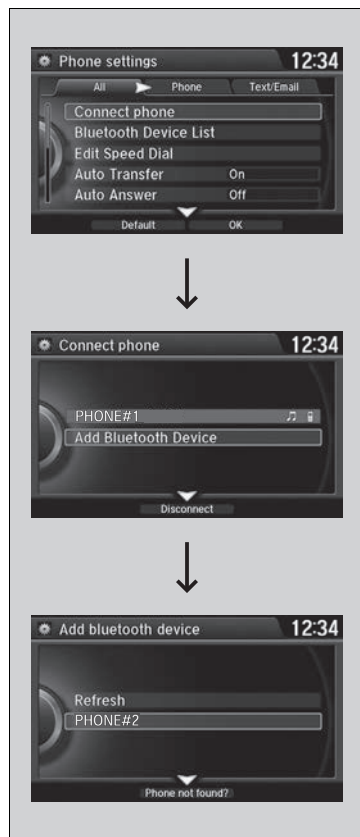 Phone settings 12:34
All Phone Text/Email
Connect phone
Bluetooth Device List
Edit Speed Dial
Auto Transfer On
Auto Answer Off
Default OK
Connect phone 12:34
PHONE#1
Add Bluetooth Device
Disconnect
Add bluetooth device 12:34
Refresh
PHONE#2
Phone not found?